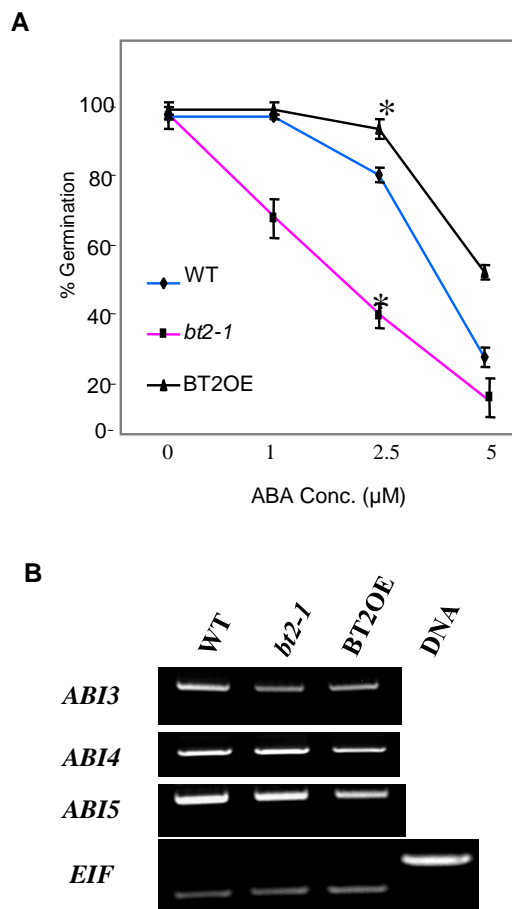 A
100
80
60
40
20
0
% Germination
*
*
WT
bt2-1
BT2OE
0 1 2.5 5
ABA Conc. (µM)
B
WT bt2-1 BT2OE DNA
ABI3
ABI4
ABI5
EIF